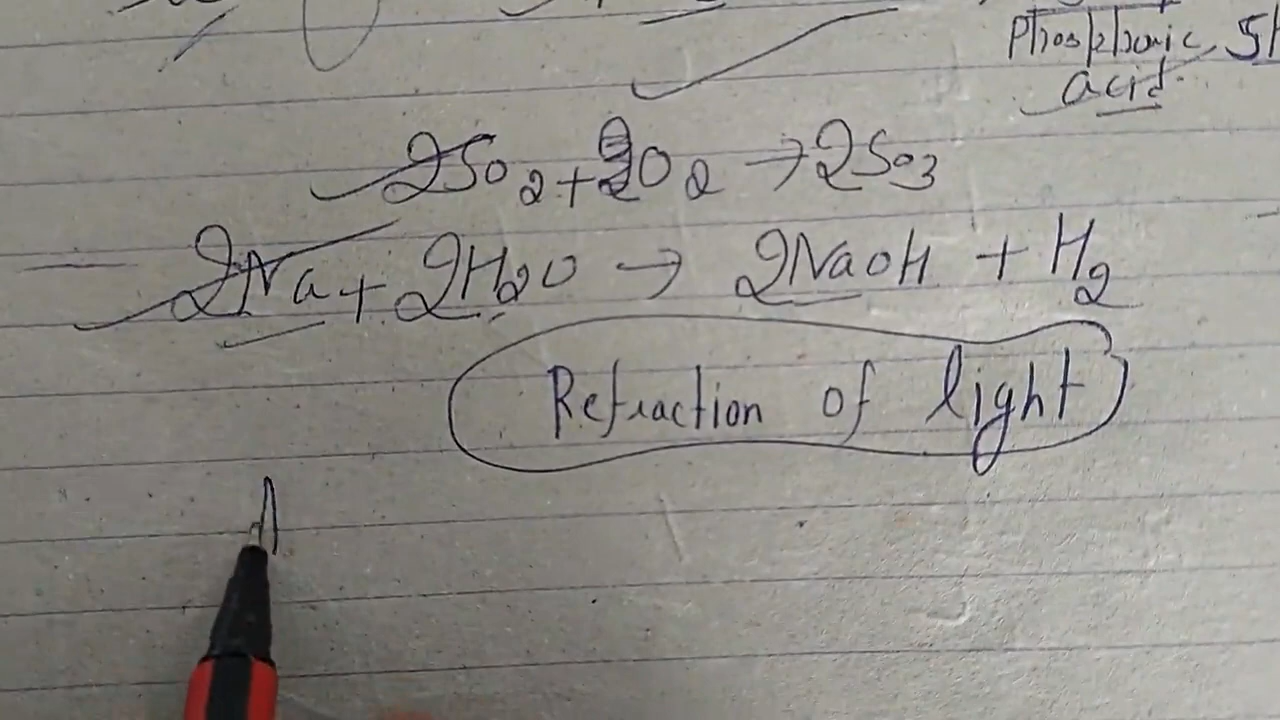 Phosphoric
acid
2So₂ + 2O₂ → 2So₃
2Na + 2H₂O → 2NaOH + H₂
Refraction of light
A